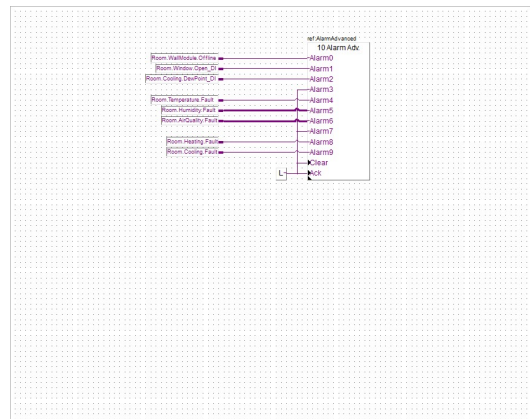 ref:AlarmAdvanced
10 Alarm Adv.
Room.WallModule.Offline
Alarm0
Room.Window.Open_DI
Alarm1
Room.Cooling.DewPoint_DI
Alarm2
Alarm3
Room.Temperature.Fault
Alarm4
Room.Humidity.Fault
Alarm5
Room.AirQuality.Fault
Alarm6
Alarm7
Room.Heating.Fault
Alarm8
Room.Cooling.Fault
Alarm9
Clear
L
Ack